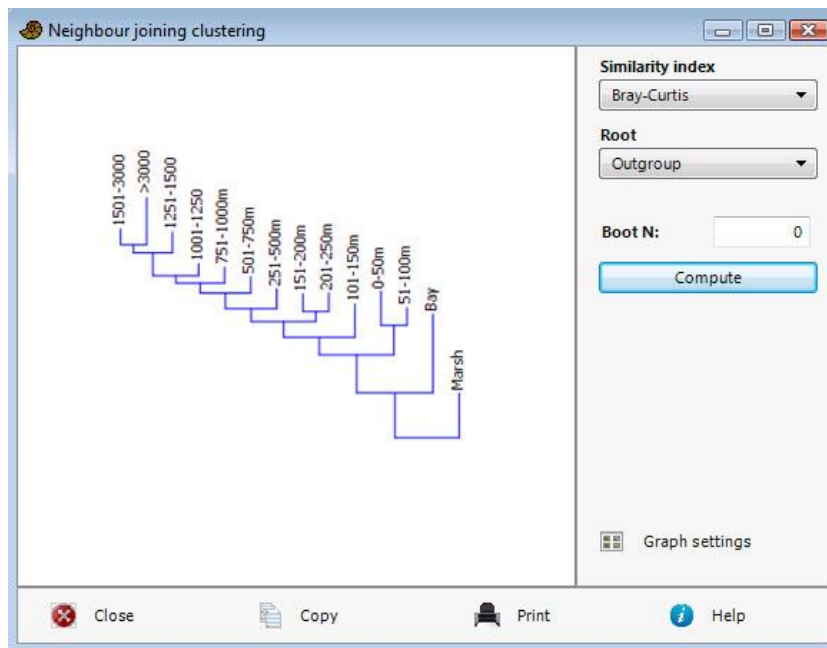 Neighbour joining clustering
Similarity index
Bray-Curtis
Root
Outgroup
Boot N:
0
Compute
1501-3000
>3000
1251-1500
1001-1250
751-1000m
501-750m
251-500m
151-200m
201-250m
101-150m
0-50m
51-100m
Bay
Marsh
Graph settings
Close
Copy
Print
Help